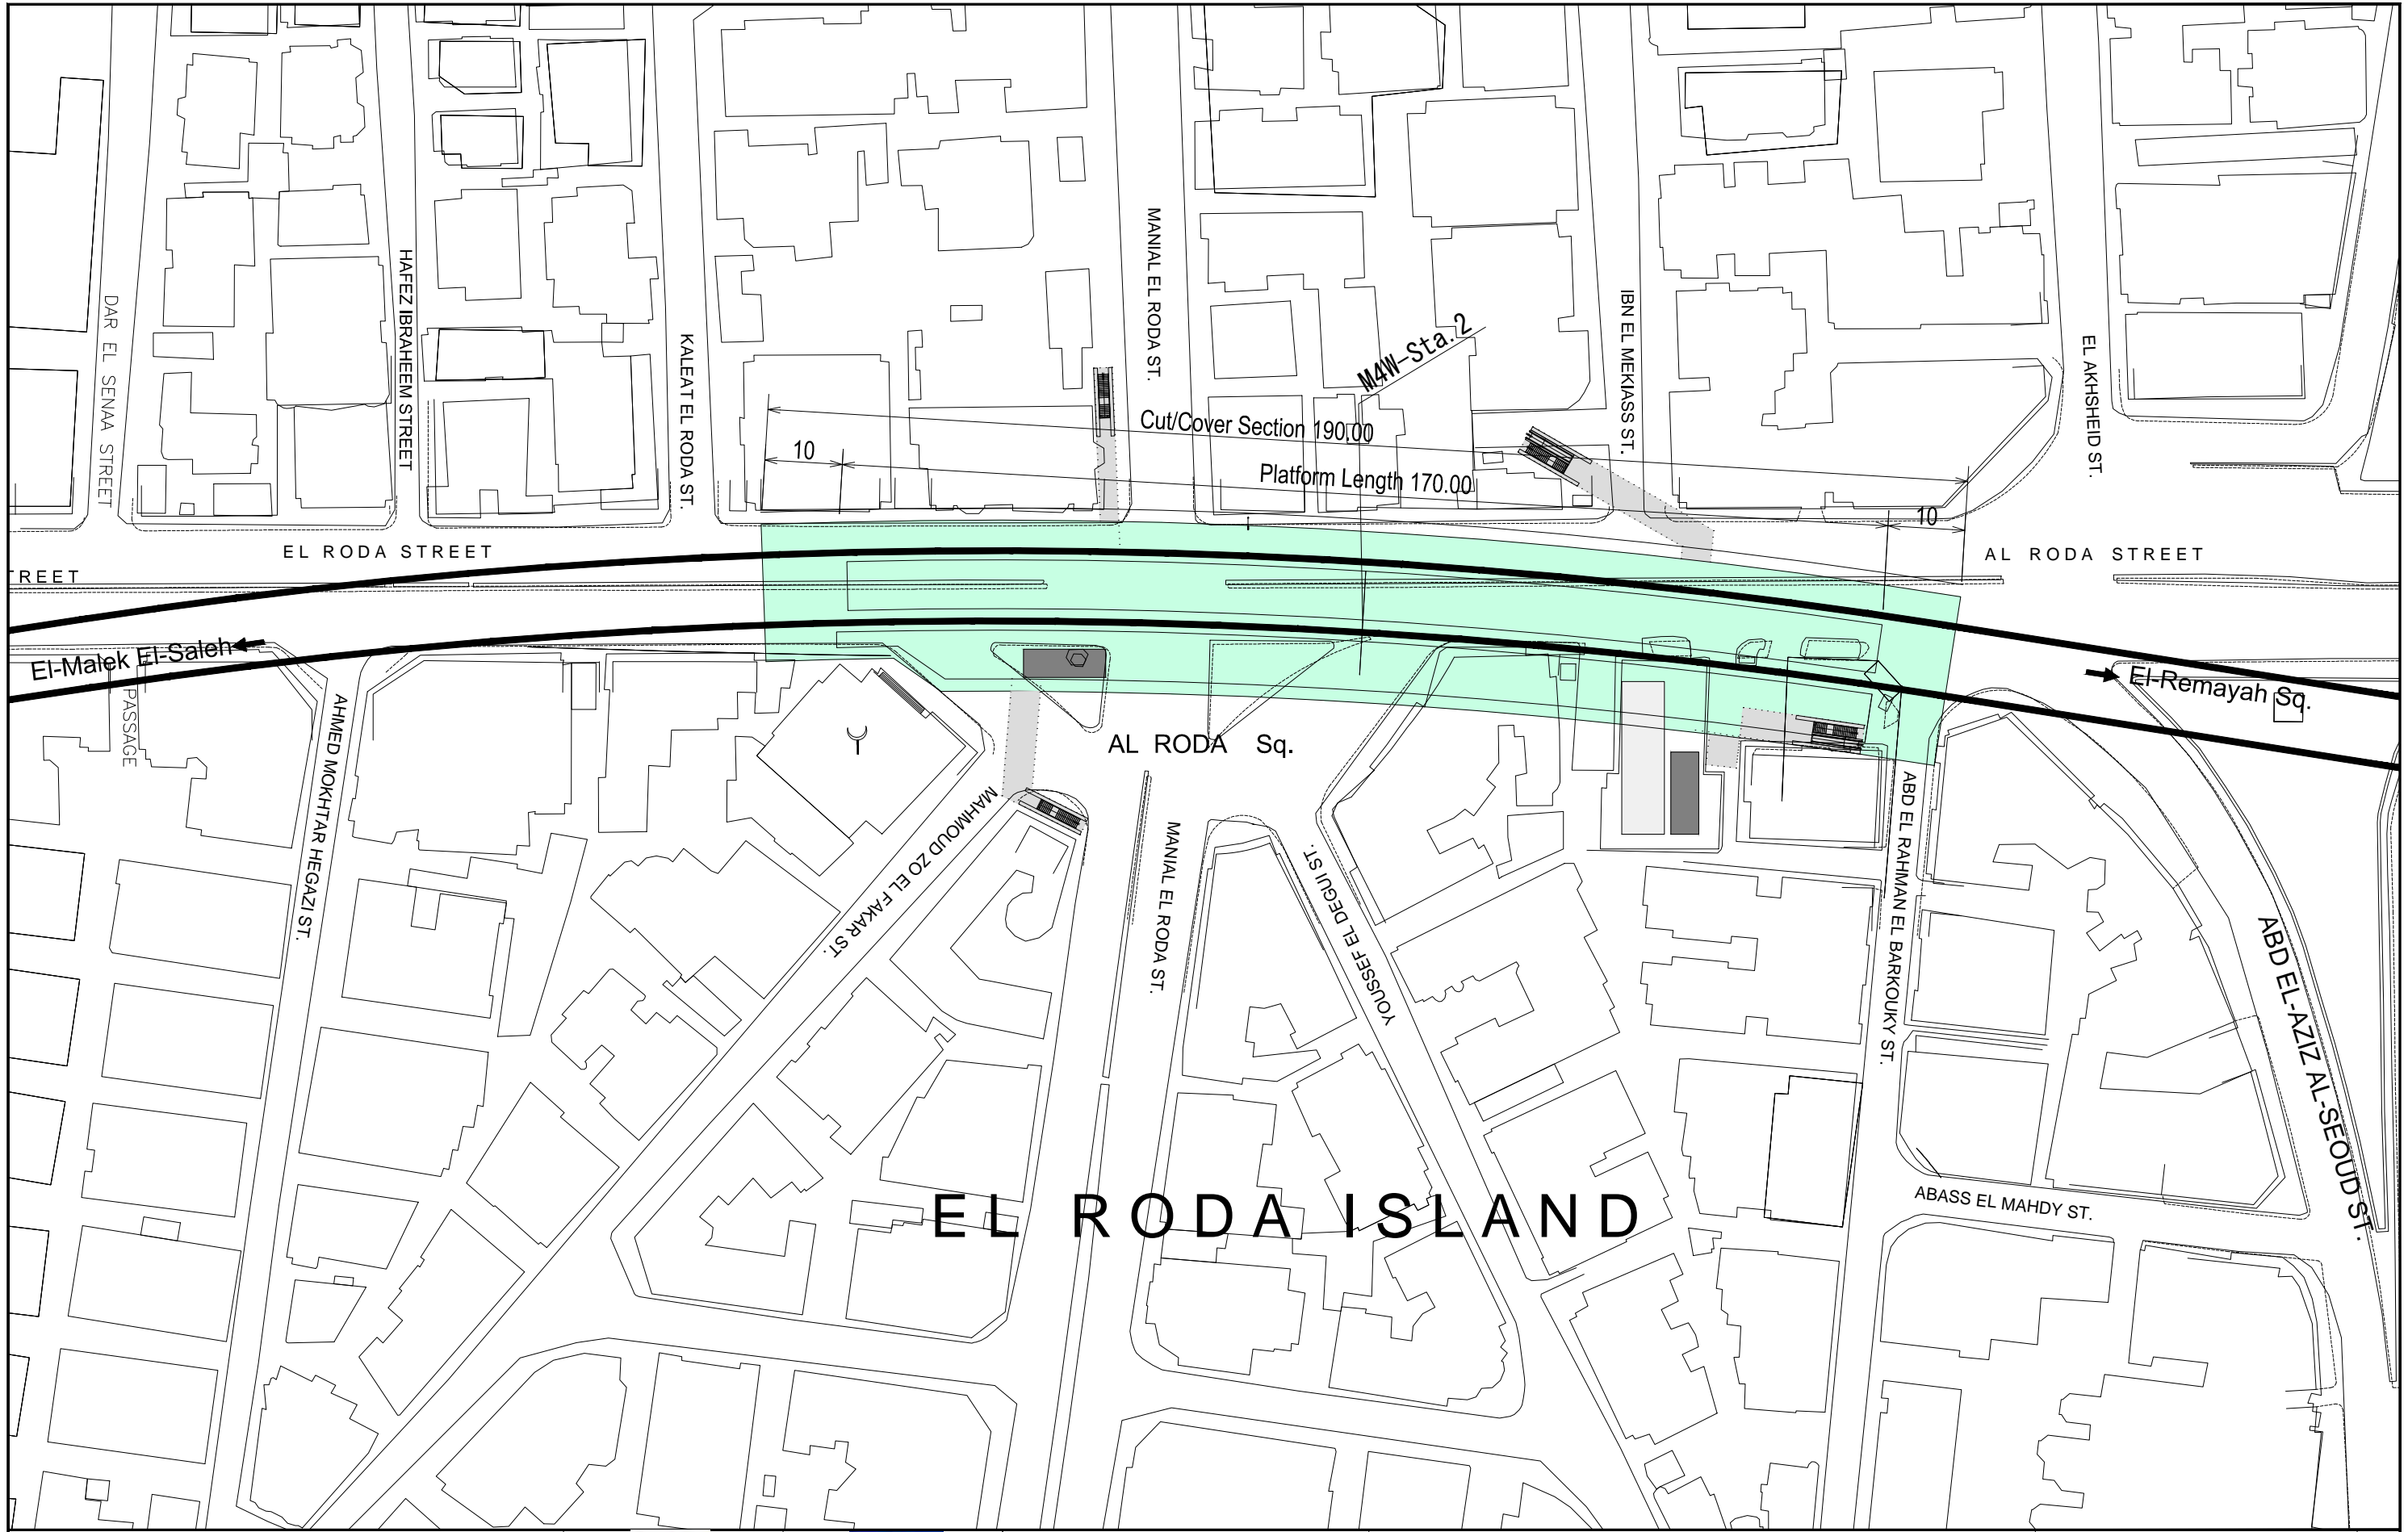 DAR EL SENAA STREET
HAFEZ IBRAHEEM STREET
KALEAT EL RODA ST.
MANIAL EL RODA ST.
IBN EL MEKIASS ST.
EL AKHSHEID ST.
M4W-Sta.2
Cut/Cover Section 190.00
10
Platform Length 170.00
10
EL RODA STREET
AL RODA STREET
TREET
El-Malek El-Saleh
El-Remayah Sq.
PASSAGE
AHMED MOKHTAR HEGAZI ST.
AL RODA Sq.
MAHMOUD ZO EL FAKAR ST.
MANIAL EL RODA ST.
YOUSSEF EL DEGUI ST.
ABD EL RAHMAN EL BARKOUKY ST.
ABD EL-AZIZ AL-SEOUD ST.
ABASS EL MAHDY ST.
EL RODA ISLAND